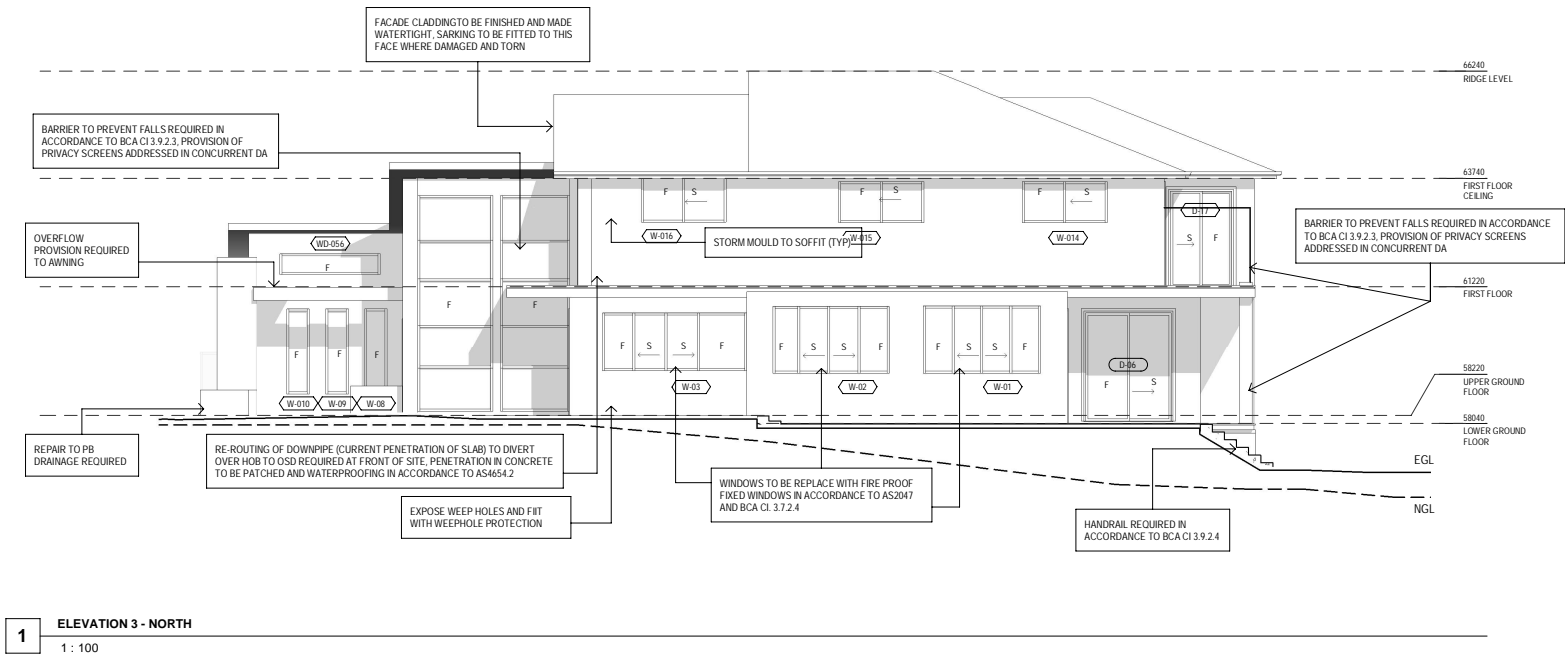 FACADE CLADDINGTO BE FINISHED AND MADE
WATERTIGHT, SARKING TO BE FITTED TO THIS
FACE WHERE DAMAGED AND TORN
66240
RIDGE LEVEL
BARRIER TO PREVENT FALLS REQUIRED IN
ACCORDANCE TO BCA CI 3.9.2.3, PROVISION OF
PRIVACY SCREENS ADDRESSED IN CONCURRENT DA
63740
FIRST FLOOR
CEILING
F S
F S
F S
D-17
S F
W-016
W-015
W-014
STORM MOULD TO SOFFIT (TYP)
BARRIER TO PREVENT FALLS REQUIRED IN ACCORDANCE
TO BCA CI 3.9.2.3, PROVISION OF PRIVACY SCREENS
ADDRESSED IN CONCURRENT DA
OVERFLOW
PROVISION REQUIRED
TO AWNING
WD-056
F
61220
FIRST FLOOR
F F
F F F
F S S F
F S S F
F S S F
D-06
F S
W-03
W-02
W-01
58220
UPPER GROUND
FLOOR
W-010 W-09 W-08
58040
LOWER GROUND
FLOOR
REPAIR TO PB
DRAINAGE REQUIRED
RE-ROUTING OF DOWNPIPE (CURRENT PENETRATION OF SLAB) TO DIVERT
OVER HOB TO OSD REQUIRED AT FRONT OF SITE, PENETRATION IN CONCRETE
TO BE PATCHED AND WATERPROOFING IN ACCORDANCE TO AS4654.2
EGL
WINDOWS TO BE REPLACE WITH FIRE PROOF
FIXED WINDOWS IN ACCORDANCE TO AS2047
AND BCA CI. 3.7.2.4
EXPOSE WEEP HOLES AND FIIT
WITH WEEPHOLE PROTECTION
NGL
HANDRAIL REQUIRED IN
ACCORDANCE TO BCA CI 3.9.2.4
1
ELEVATION 3 - NORTH
1 : 100